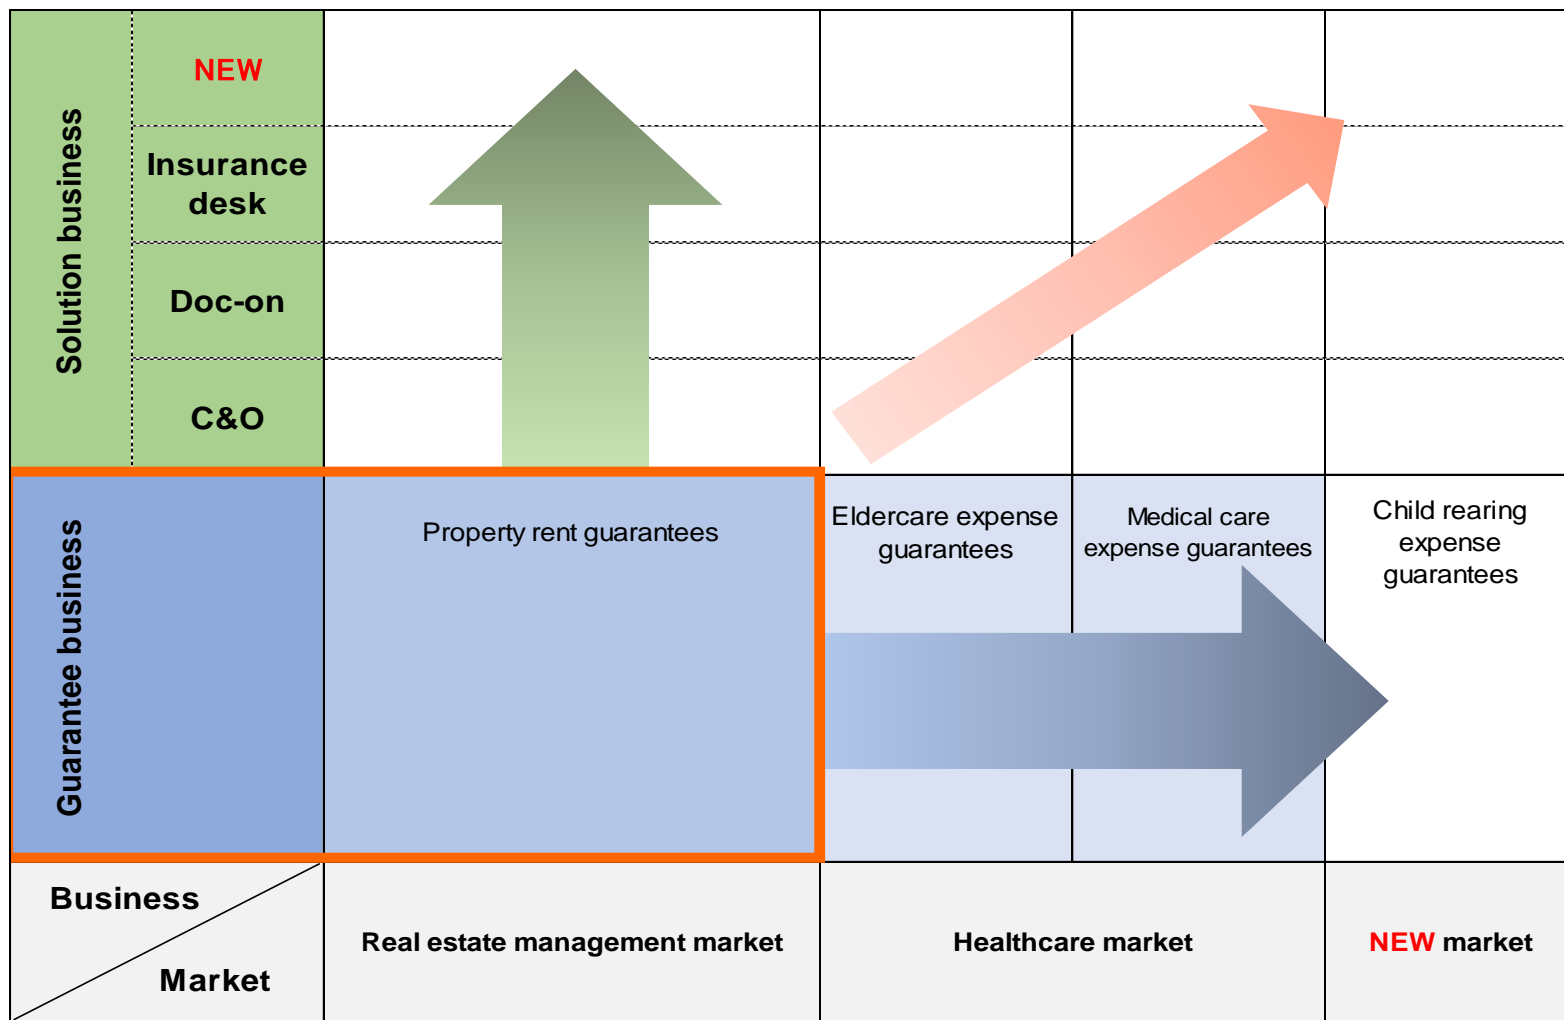 Solution business
NEW
Insurance
desk
Doc-on
C&O
Guarantee business
Property rent guarantees
Eldercare expense
guarantees
Medical care
expense guarantees
Child rearing
expense
guarantees
Business
Market
Real estate management market
Healthcare market
NEW market